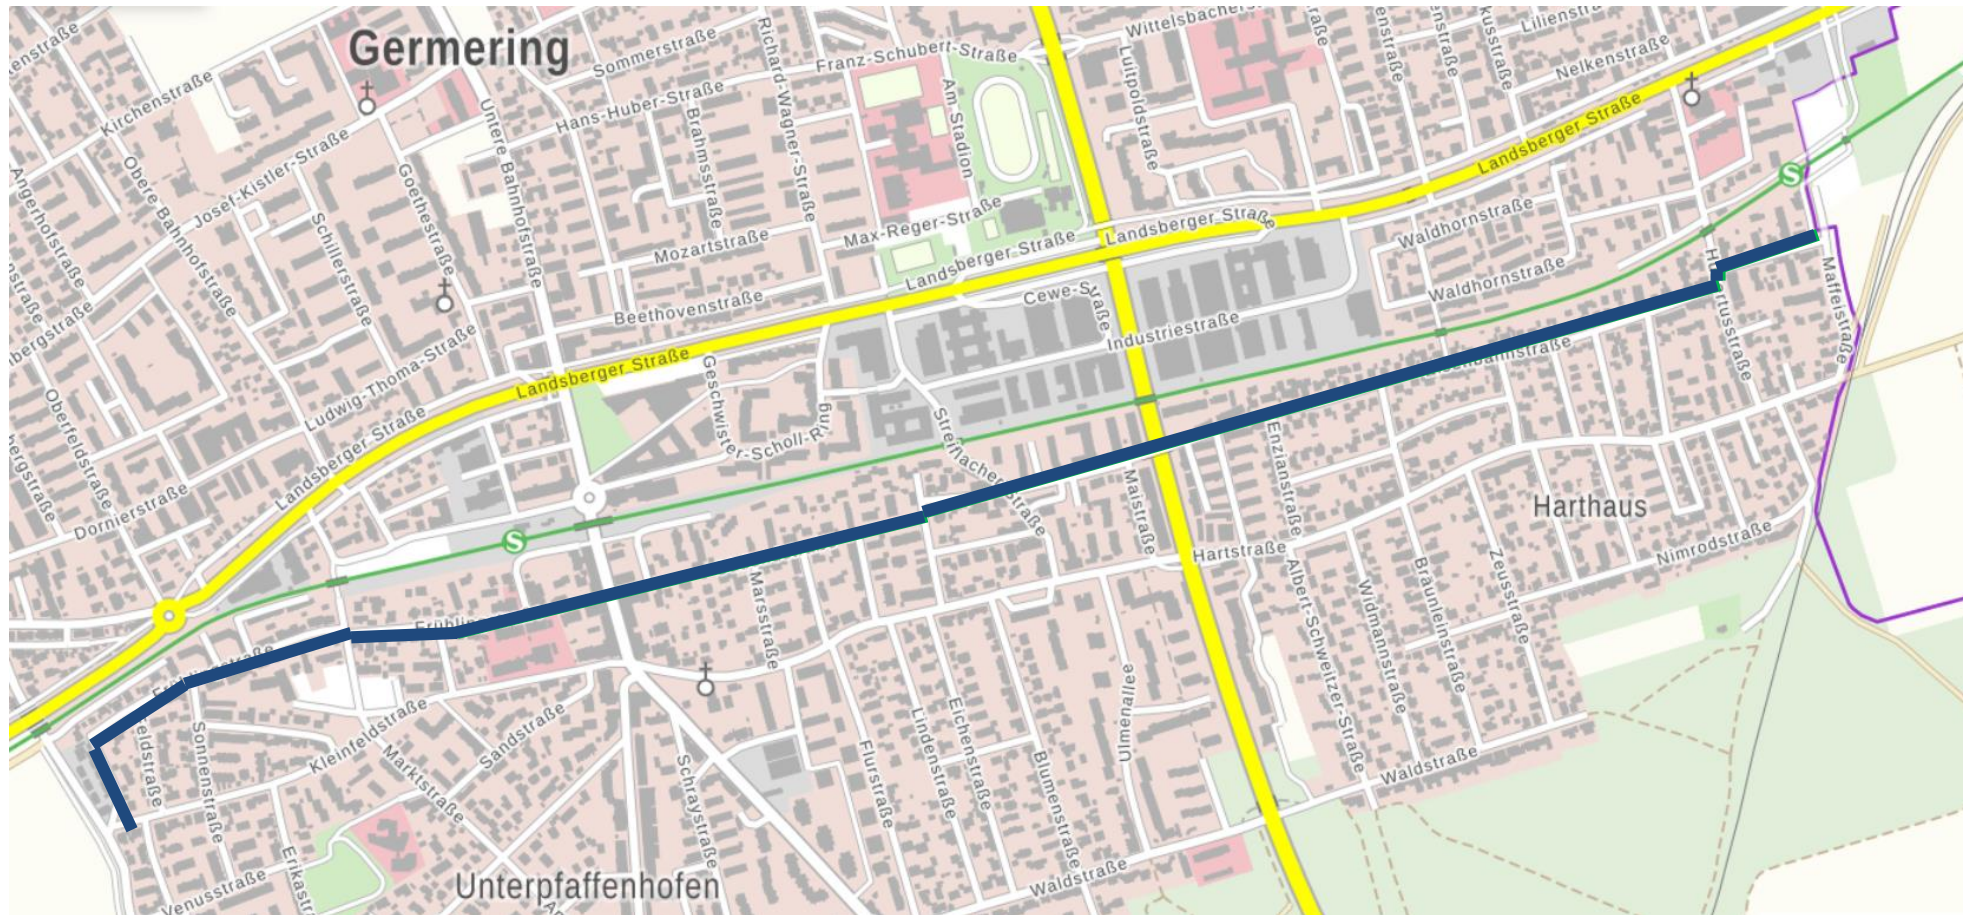 Germering
Kirchenstraße
Sommerstraße
Richard-Wagner-Straße
Franz-Schubert-Straße
Wittelsbacherst
Lilienstra
Nelkenstraße
Hans-Huber-Straße
Untere Bahnhofstraße
Brahmsstraße
Am Stadion
Luitpoldstraße
Landsberger Straße
Angerhofstraße
Obere Bahnhofstraße
Josef-Kistler-Straße
Goethestraße
Schillerstraße
Mozartstraße
Max-Reger-Straße
Landsberger Straße
Landsberger Straße
Waldhornstraße
S
Beethovenstraße
Cewe-Straße
Waldhornstraße
Maffeistraße
Ludwig-Thoma-Straße
Industriestraße
Landsberger Straße
Geschwister-Scholl-Ring
Oberfeldstraße
Landsberger Straße
Streiflacher Straße
Enzianstraße
Dornierstraße
Maistraße
Harthaus
S
Hartstraße
Nimrodstraße
Marsstraße
Albert-Schweitzer-Straße
Widmannstraße
Bräunleinstraße
Zeusstraße
Sonnenstraße
Kleinfeldstraße
Marktstraße
Sandstraße
Schraystraße
Flurstraße
Lindenstraße
Eichenstraße
Blumenstraße
Ulmenallee
Waldstraße
Venusstraße
Erikastr
Unterpfaffenhofen
Waldstraße